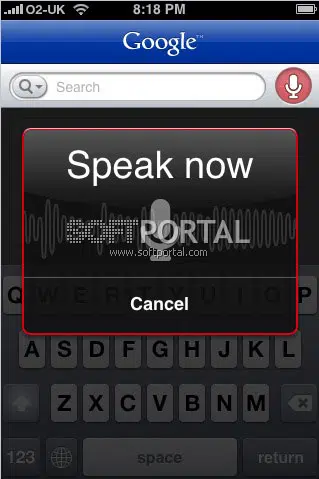 O2-UK 8:18 PM
Google™
Search
Speak now
SOFTPORTAL
www.softportal.com
Cancel
Q W E R T Y U I O P
A S D F G H J K L
Z X C V B N M
123 space return